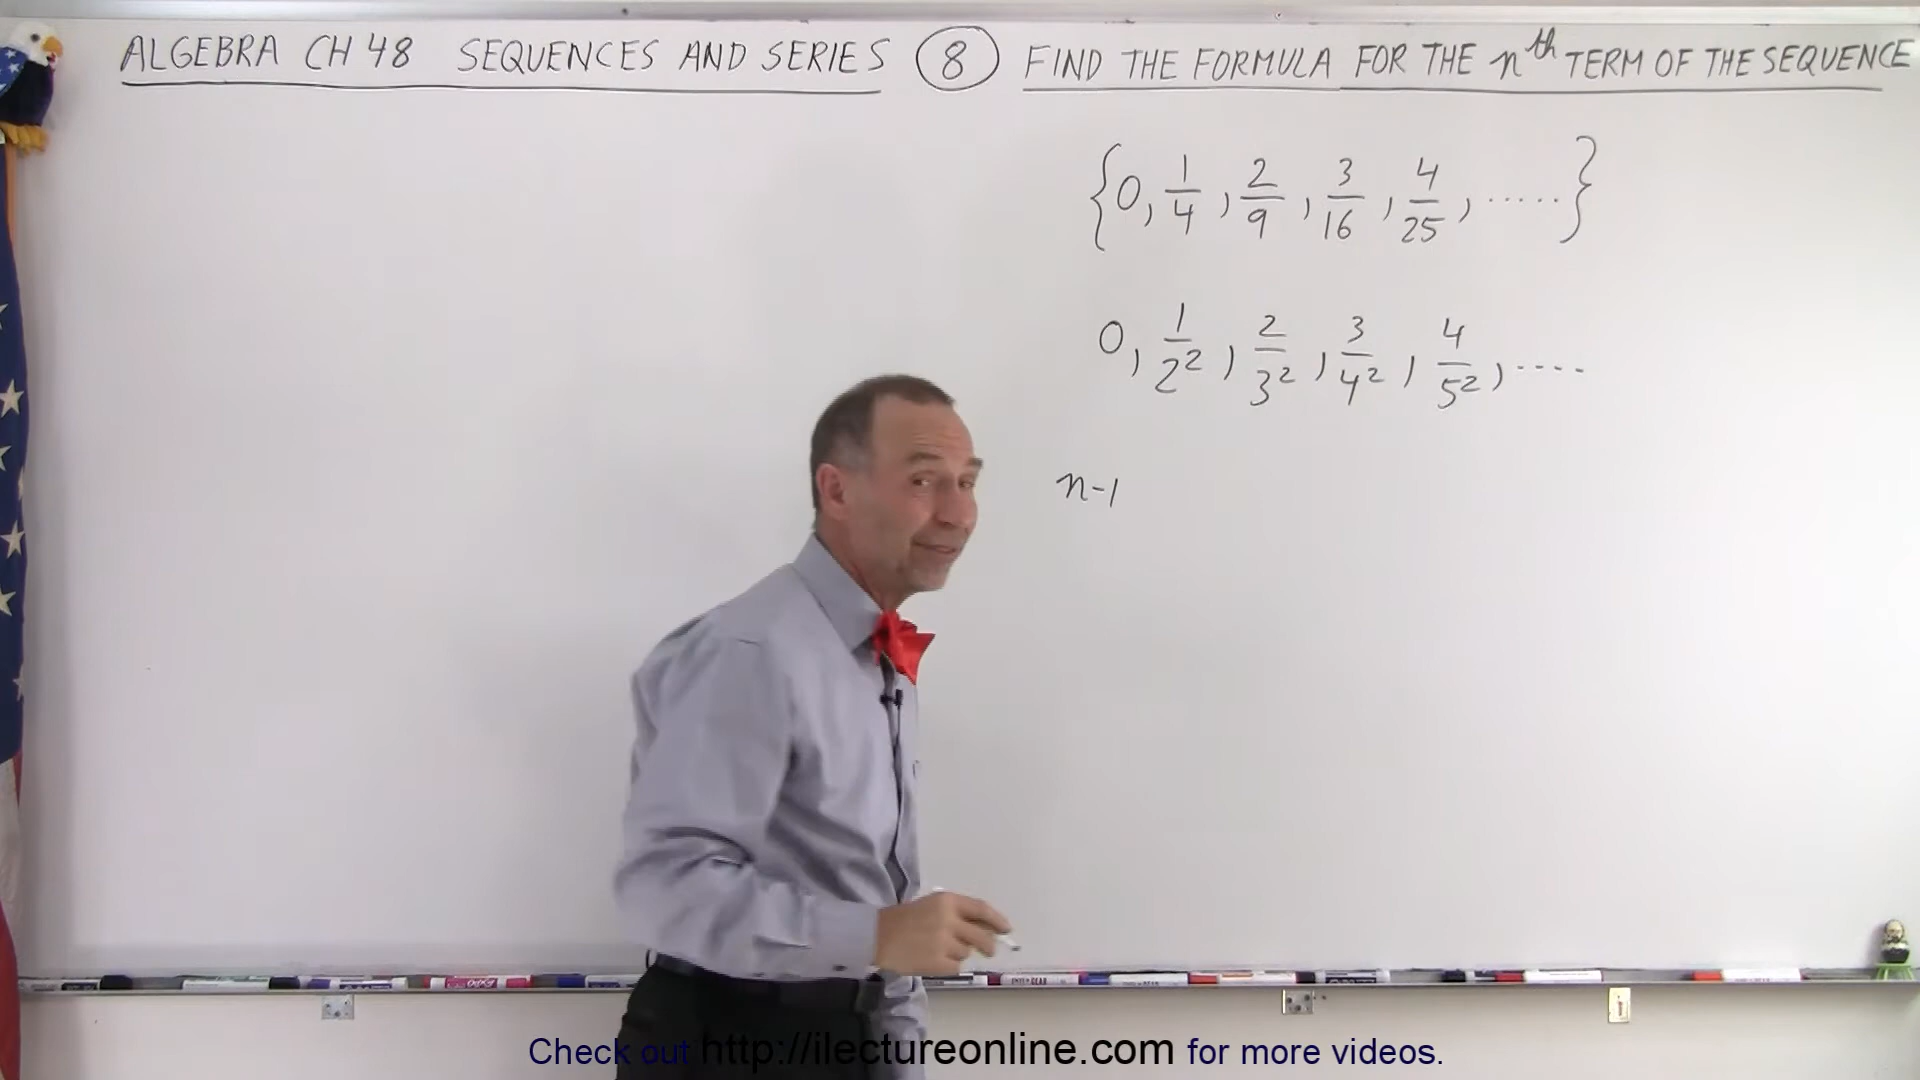 ALGEBRA CH 48 SEQUENCES AND SERIES (8) FIND THE FORMULA FOR THE nth TERM OF THE SEQUENCE
{0, 1/4, 2/9, 3/16, 4/25, .....}
0, 1/2², 2/3², 3/4², 4/5², ....
n-1
Check out http://ilectureonline.com for more videos.